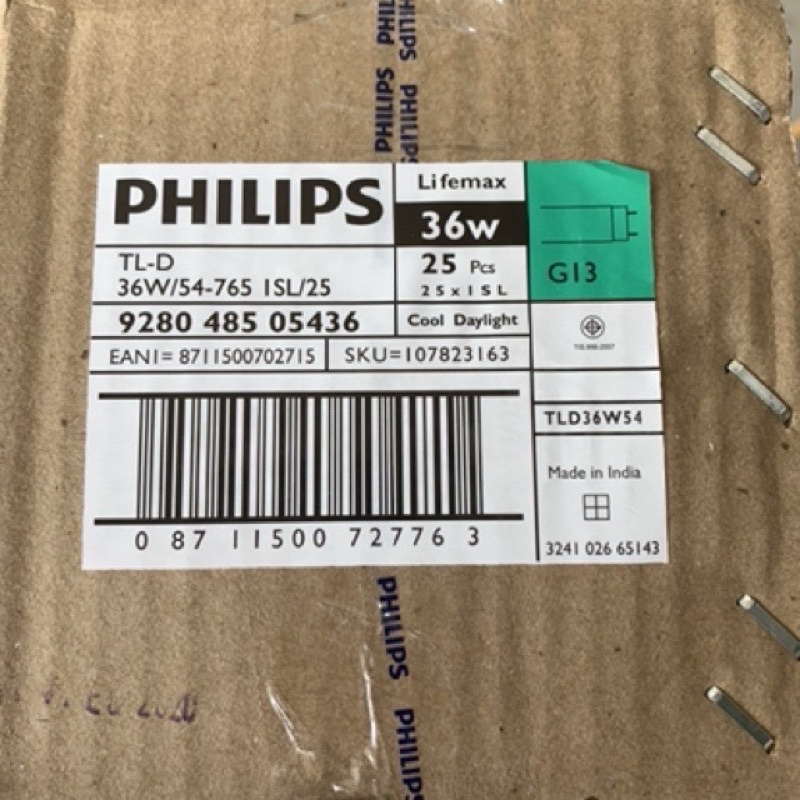 PHILIPS PHILIPS
PHILIPS PHILIPS
PHILIPS
Lifemax
36w
TL-D
36W/54-765 1SL/25
25 Pcs
25x1SL
G13
9280 485 05436
Cool Daylight
EAN1= 8711500702715
SKU=107823163
TLD36W54
Made in India
3241 026 65143
0 87 11500 72776 3
PHILIPS
PHILIPS